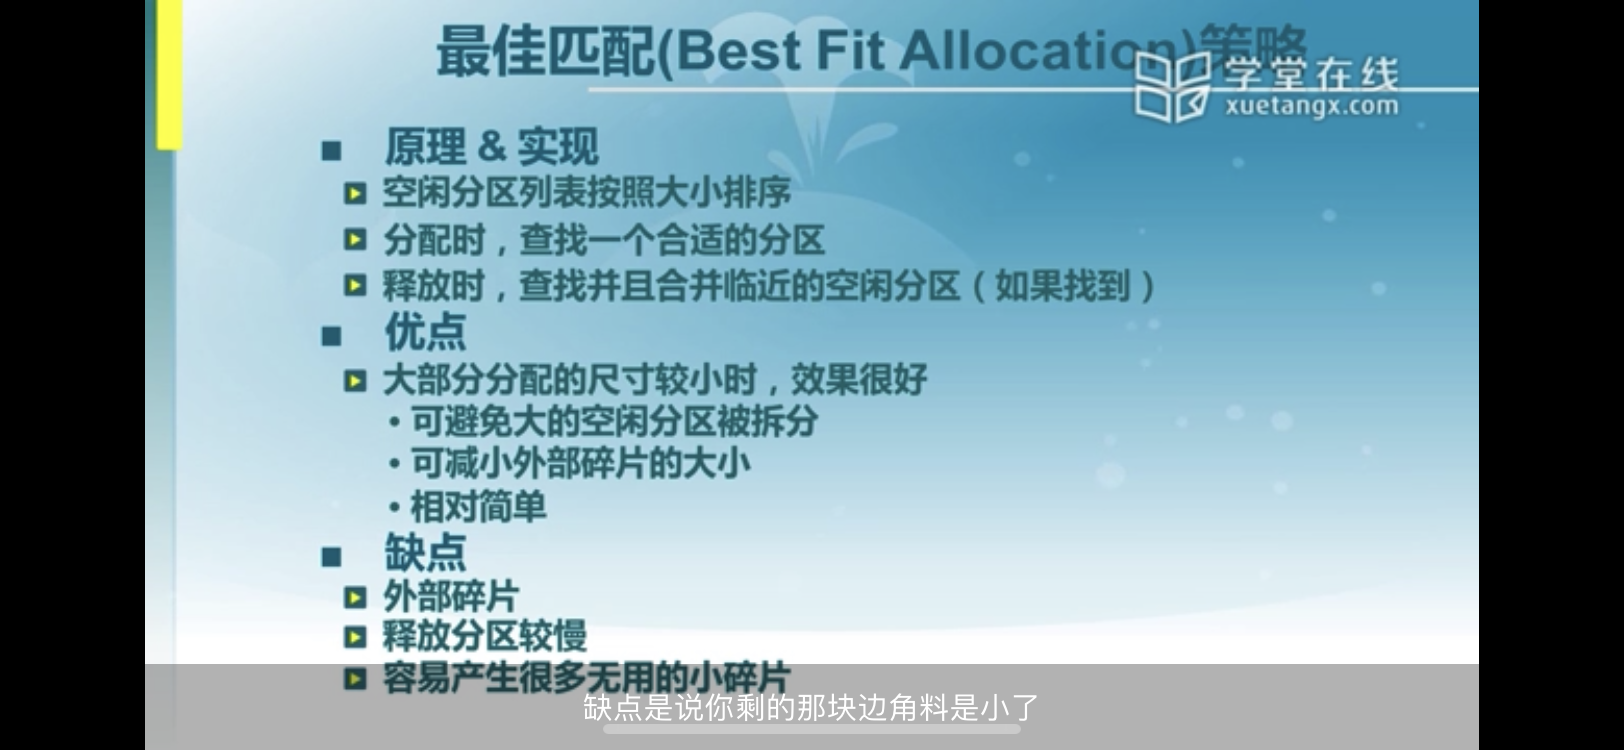 最佳匹配(Best Fit Allocation)策略
学堂在线
xuetangx.com
原理 & 实现
空闲分区列表按照大小排序
分配时，查找一个合适的分区
释放时，查找并且合并临近的空闲分区（如果找到）
优点
大部分分配的尺寸较小时，效果很好
• 可避免大的空闲分区被拆分
• 可减小外部碎片的大小
• 相对简单
缺点
外部碎片
释放分区较慢
容易产生很多无用的小碎片
缺点是说你剩的那块边角料是小了